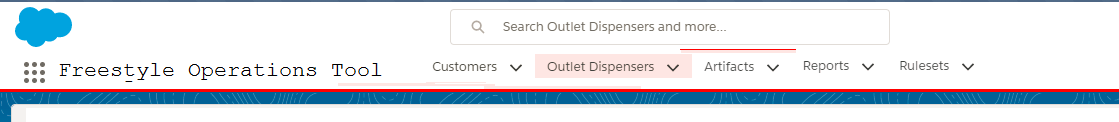 Search Outlet Dispensers and more...
Freestyle Operations Tool Customers Outlet Dispensers Artifacts Reports Rulesets